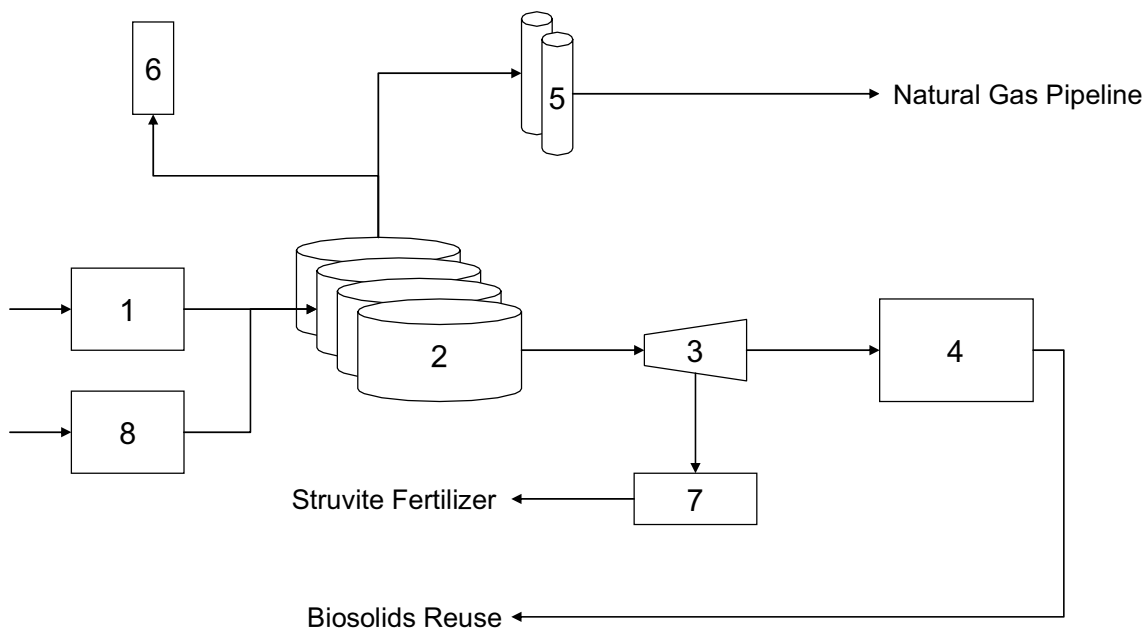 6
5
Natural Gas Pipeline
1
2
3
4
8
7
Struvite Fertilizer
Biosolids Reuse